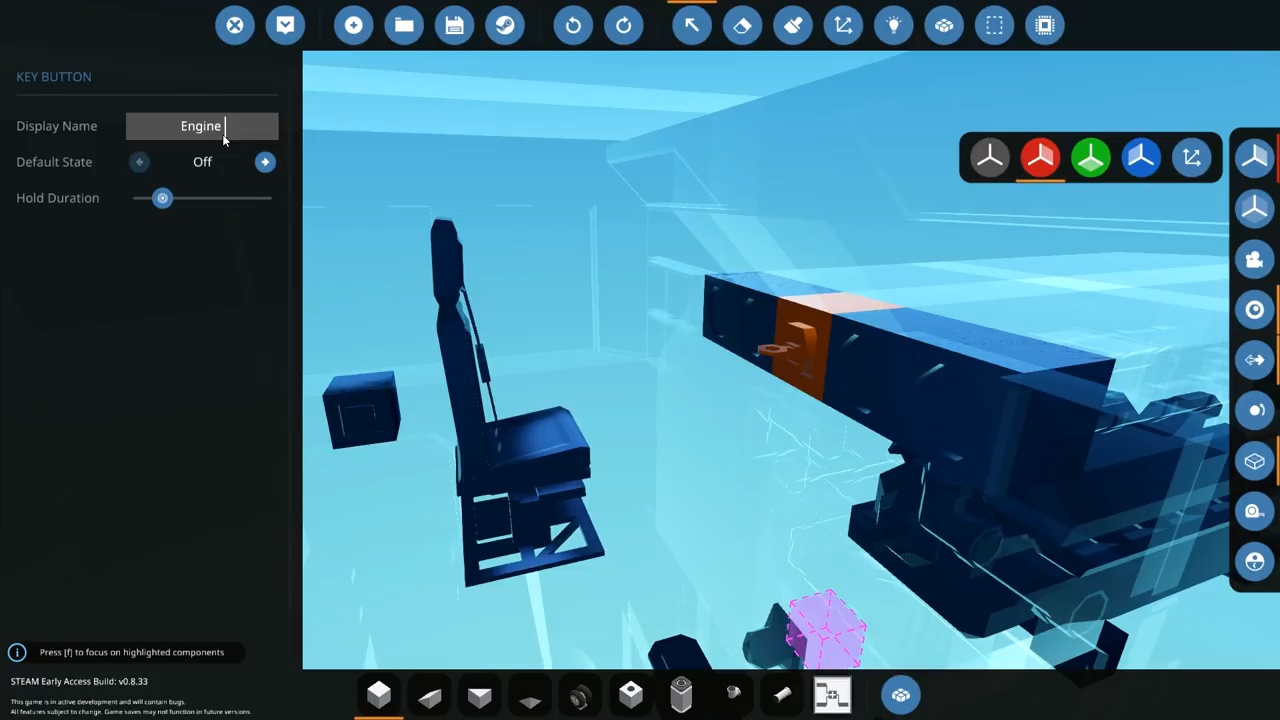 KEY BUTTON
Display Name Engine
Default State Off
Hold Duration
Press [f] to focus on highlighted components
STEAM Early Access Build: v0.8.33
This game is in active development and will contain bugs.
All features subject to change. Game saves may not function in future versions.